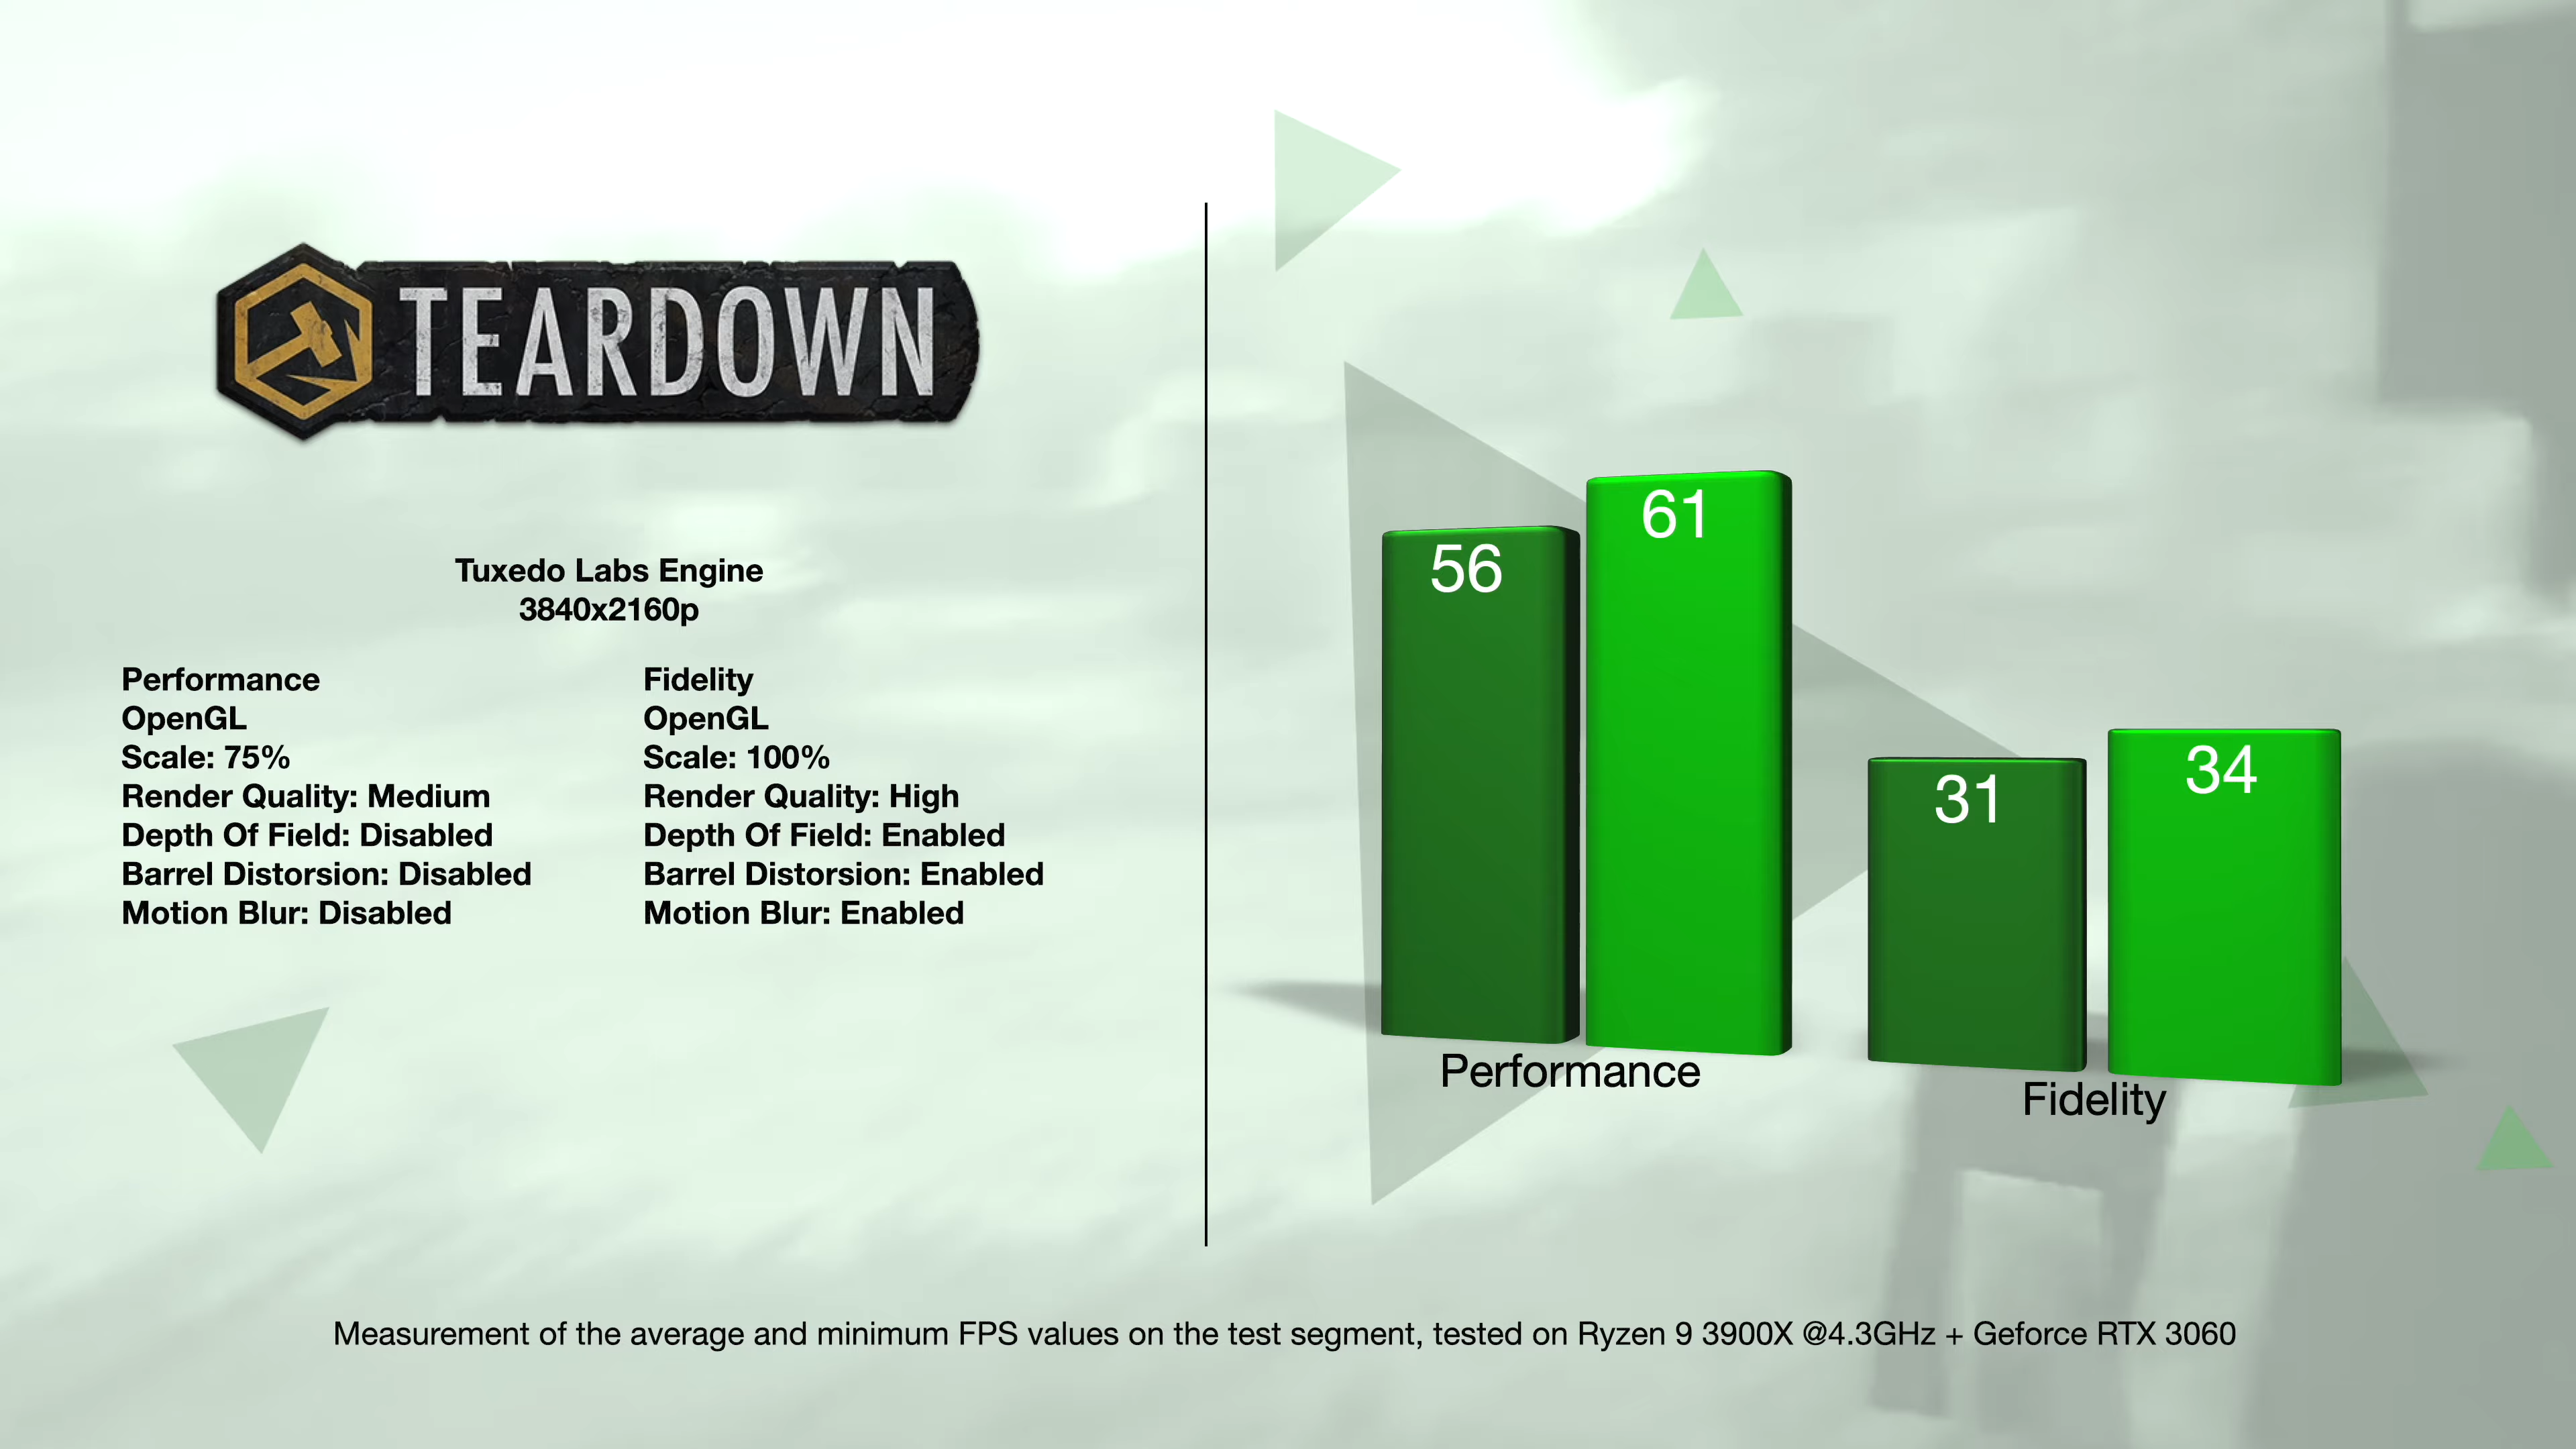 TEARDOWN
Tuxedo Labs Engine
3840x2160p
Performance
OpenGL
Scale: 75%
Render Quality: Medium
Depth Of Field: Disabled
Barrel Distorsion: Disabled
Motion Blur: Disabled
Fidelity
OpenGL
Scale: 100%
Render Quality: High
Depth Of Field: Enabled
Barrel Distorsion: Enabled
Motion Blur: Enabled
56
61
Performance
31
34
Fidelity
Measurement of the average and minimum FPS values on the test segment, tested on Ryzen 9 3900X @4.3GHz + Geforce RTX 3060